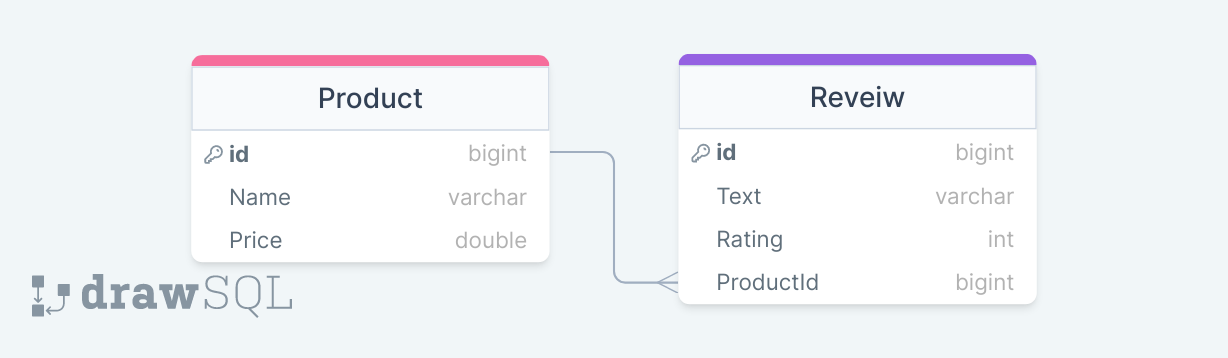 Product
id bigint
Name varchar
Price double
Reveiw
id bigint
Text varchar
Rating int
ProductId bigint
drawSQL